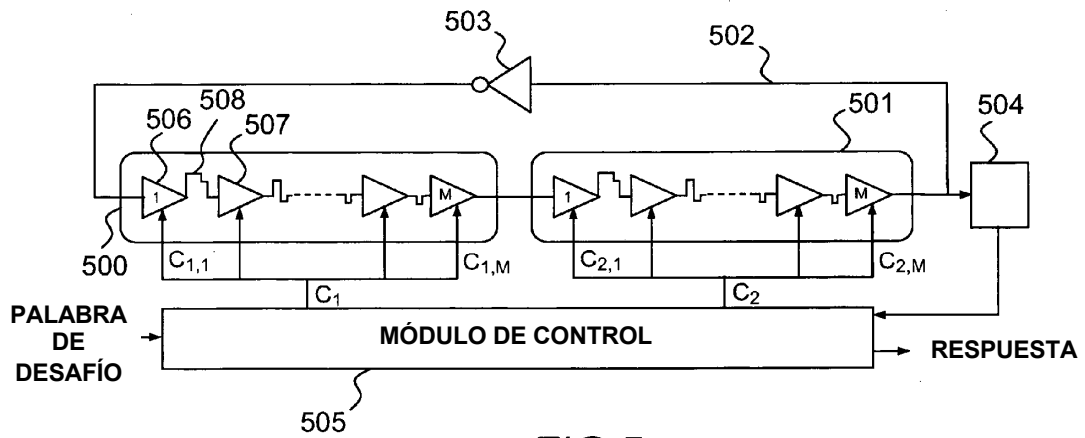 503
502
508
506
507
501
504
1
M
1
M
500
C1,1
C1,M
C2,1
C2,M
C1
C2
PALABRA
DE
DESAFÍO
MÓDULO DE CONTROL
RESPUESTA
505